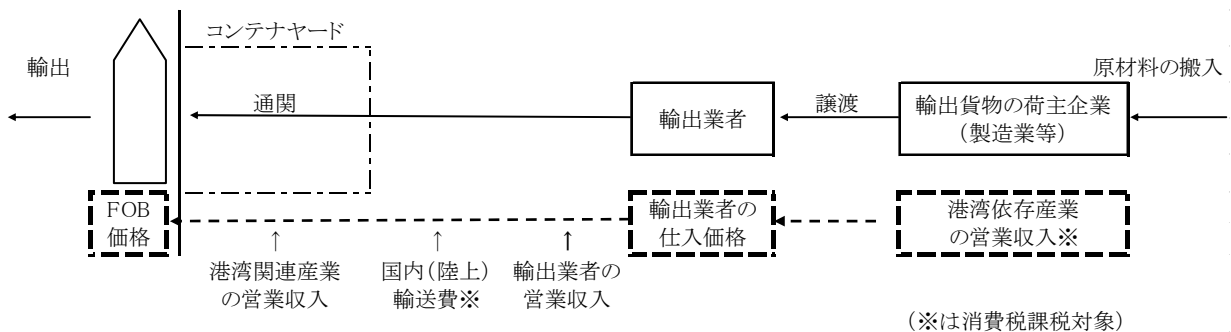 コンテナヤード
輸出
原材料の搬入
通関
輸出業者
譲渡
輸出貨物の荷主企業
(製造業等)
FOB
価格
輸出業者の
仕入価格
港湾依存産業
の営業収入※
↑
↑
↑
港湾関連産業
の営業収入
国内(陸上)
輸送費※
輸出業者の
営業収入
(※は消費税課税対象)